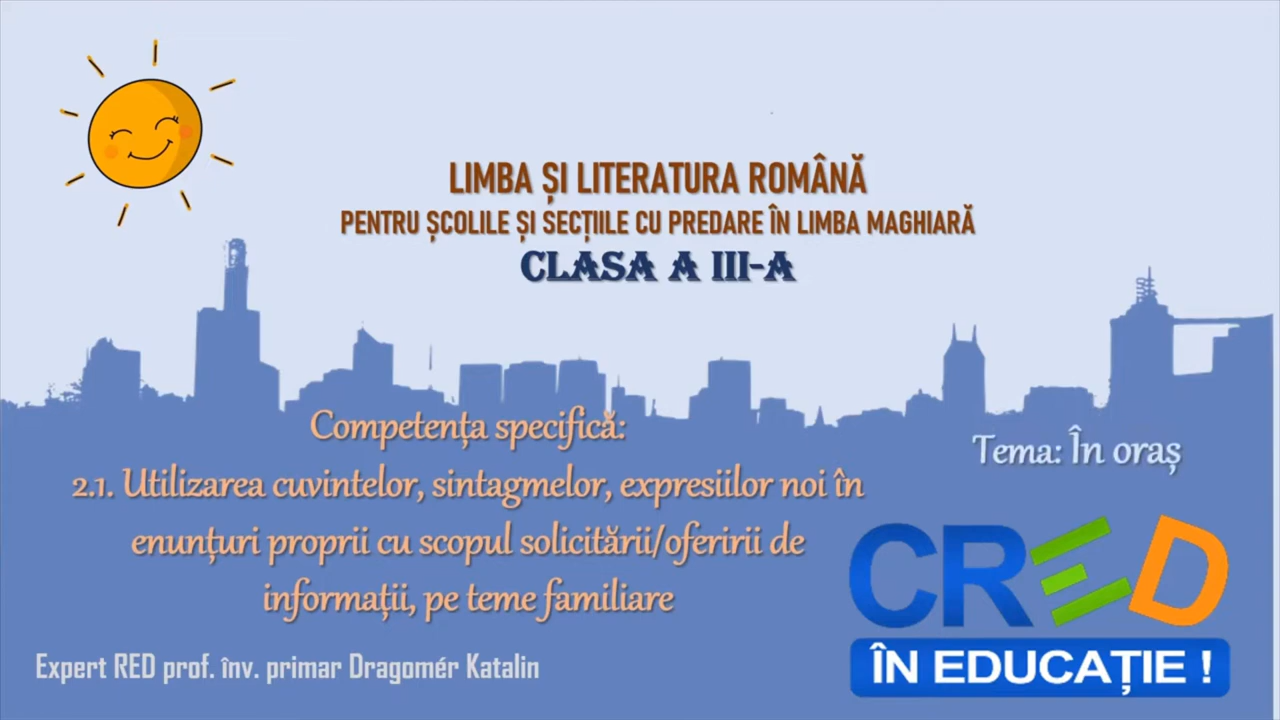 LIMBA ȘI LITERATURA ROMÂNĂ
PENTRU ȘCOLILE ȘI SECȚIILE CU PREDARE ÎN LIMBA MAGHIARĂ
CLASA A III-A
Competența specifică:
2.1. Utilizarea cuvintelor, sintagmelor, expresiilor noi în
enunțuri proprii cu scopul solicitării/oferirii de
informații, pe teme familiare
Tema: În oraș
CRED
ÎN EDUCAȚIE !
Expert RED prof. înv. primar Dragomér Katalin